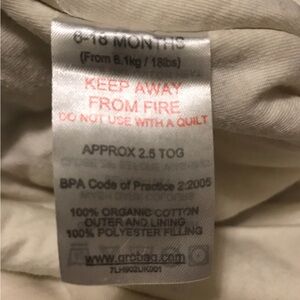 6-18 MONTHS
(From 8.1kg / 18lbs)
KEEP AWAY
FROM FIRE
DO NOT USE WITH A QUILT
APPROX 2.5 TOG
BPA Code of Practice 2:2005
100% ORGANIC COTTON
OUTER AND LINING
100% POLYESTER FILLING
www.grobag.com
7LH902UK001